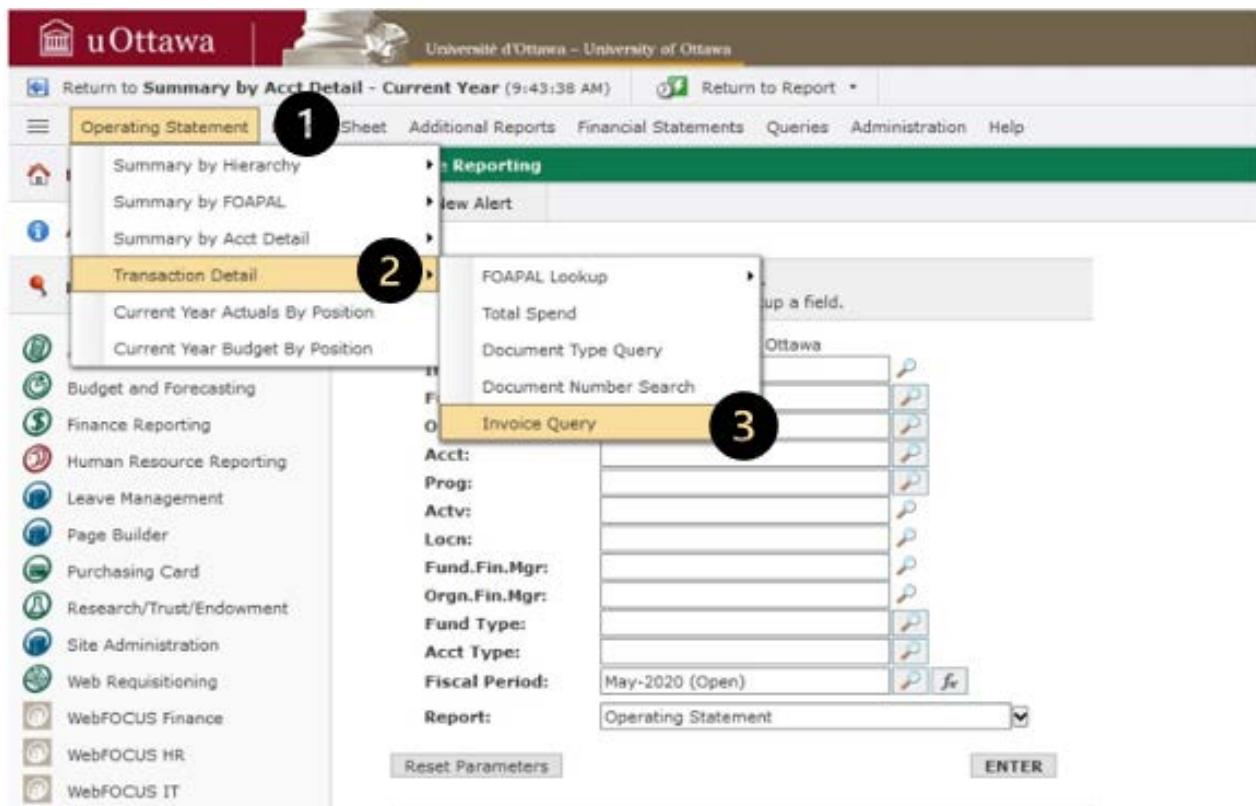 uOttawa
Université d'Ottawa – University of Ottawa
Return to Summary by Acct Detail - Current Year (9:43:38 AM) Return to Report
Operating Statement 1 Sheet Additional Reports Financial Statements Queries Administration Help
Summary by Hierarchy
Reporting
Summary by FOAPAL
New Alert
Summary by Acct Detail
Transaction Detail 2
FOAPAL Lookup
up a field.
Current Year Actuals By Position
Total Spend
Current Year Budget By Position
Document Type Query
Ottawa
Budget and Forecasting
Document Number Search
Finance Reporting
Invoice Query 3
Human Resource Reporting
Acct:
Prog:
Leave Management
Actv:
Page Builder
Locn:
Purchasing Card
Fund.Fin.Mgr:
Orgn.Fin.Mgr:
Research/Trust/Endowment
Fund Type:
Site Administration
Acct Type:
Web Requisitioning
Fiscal Period: May-2020 (Open) fx
WebFOCUS Finance
Report: Operating Statement
WebFOCUS HR
Reset Parameters ENTER
WebFOCUS IT